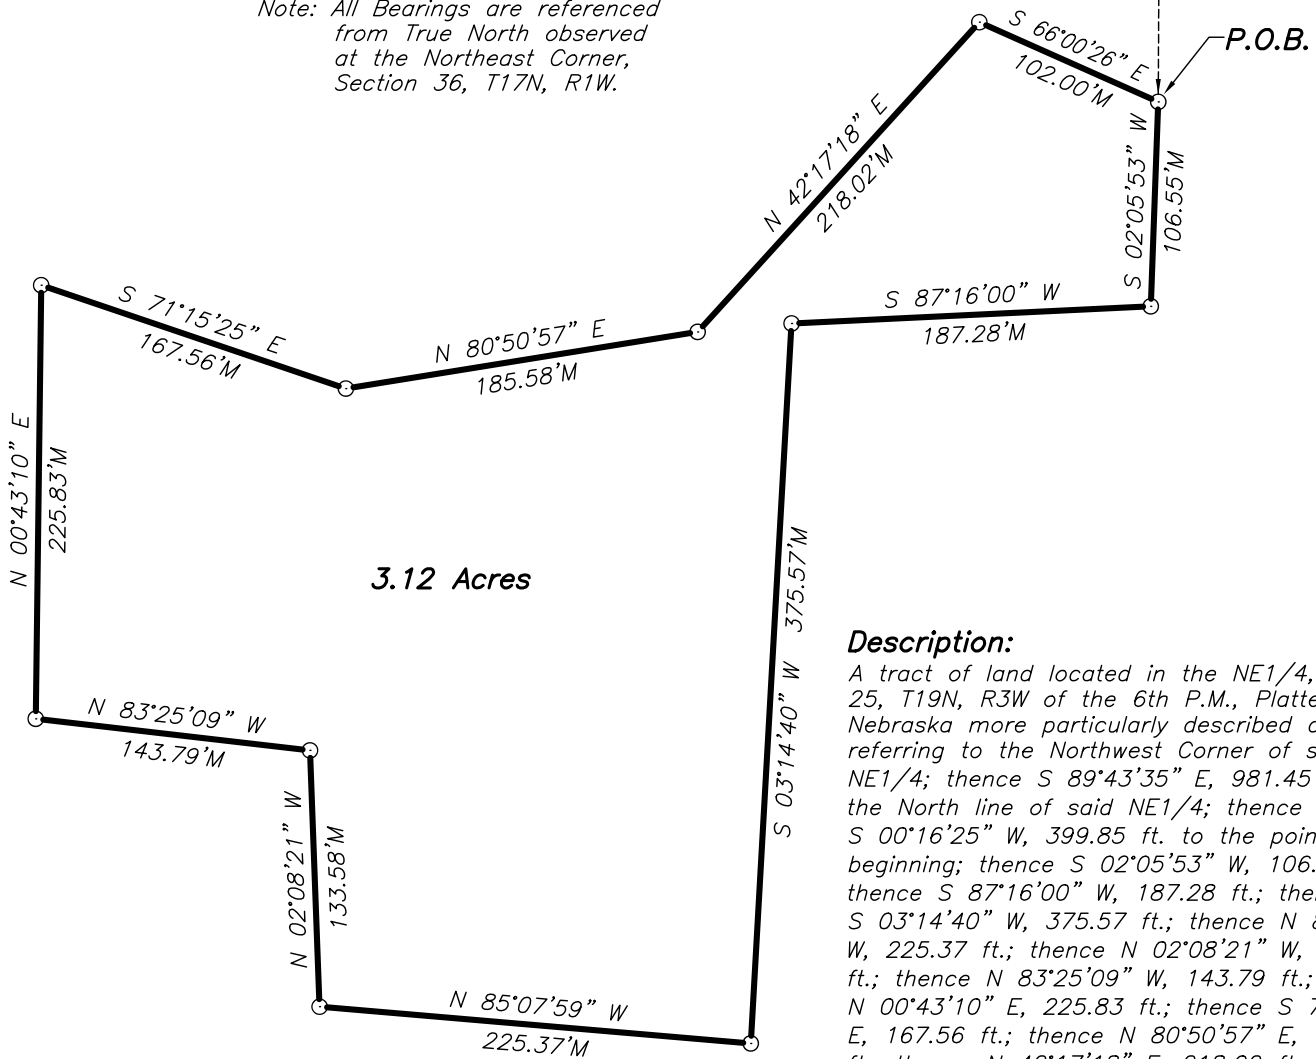 Note: All Bearings are referenced
from True North observed
at the Northeast Corner,
Section 36, T17N, R1W.
S 66°00'26" E
102.00'M
P.O.B.
N 42°17'18" E
218.02'M
S 02°05'53" W
106.55'M
S 87°16'00" W
187.28'M
S 71°15'25" E
167.56'M
N 80°50'57" E
185.58'M
N 00°43'10" E
225.83'M
3.12 Acres
S 03°14'40" W 375.57'M
N 83°25'09" W
143.79'M
N 02°08'21" W
133.58'M
N 85°07'59" W
225.37'M
Description:
A tract of land located in the NE1/4,
25, T19N, R3W of the 6th P.M., Platte
Nebraska more particularly described
referring to the Northwest Corner of
NE1/4; thence S 89°43'35" E, 981.45
the North line of said NE1/4; thence
S 00°16'25" W, 399.85 ft. to the
beginning; thence S 02°05'53" W, 106.
thence S 87°16'00" W, 187.28 ft.;
S 03°14'40" W, 375.57 ft.; thence N
W, 225.37 ft.; thence N 02°08'21" W,
ft.; thence N 83°25'09" W, 143.79 ft.;
N 00°43'10" E, 225.83 ft.; thence S
E, 167.56 ft.; thence N 80°50'57" E,